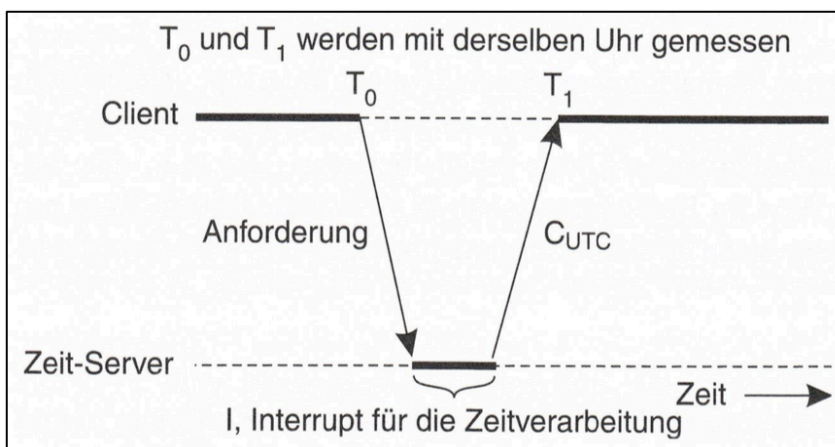 T₀ und T₁ werden mit derselben Uhr gemessen
T₀ T₁
Client
Anforderung C_UTC
Zeit-Server
Zeit
I, Interrupt für die Zeitverarbeitung